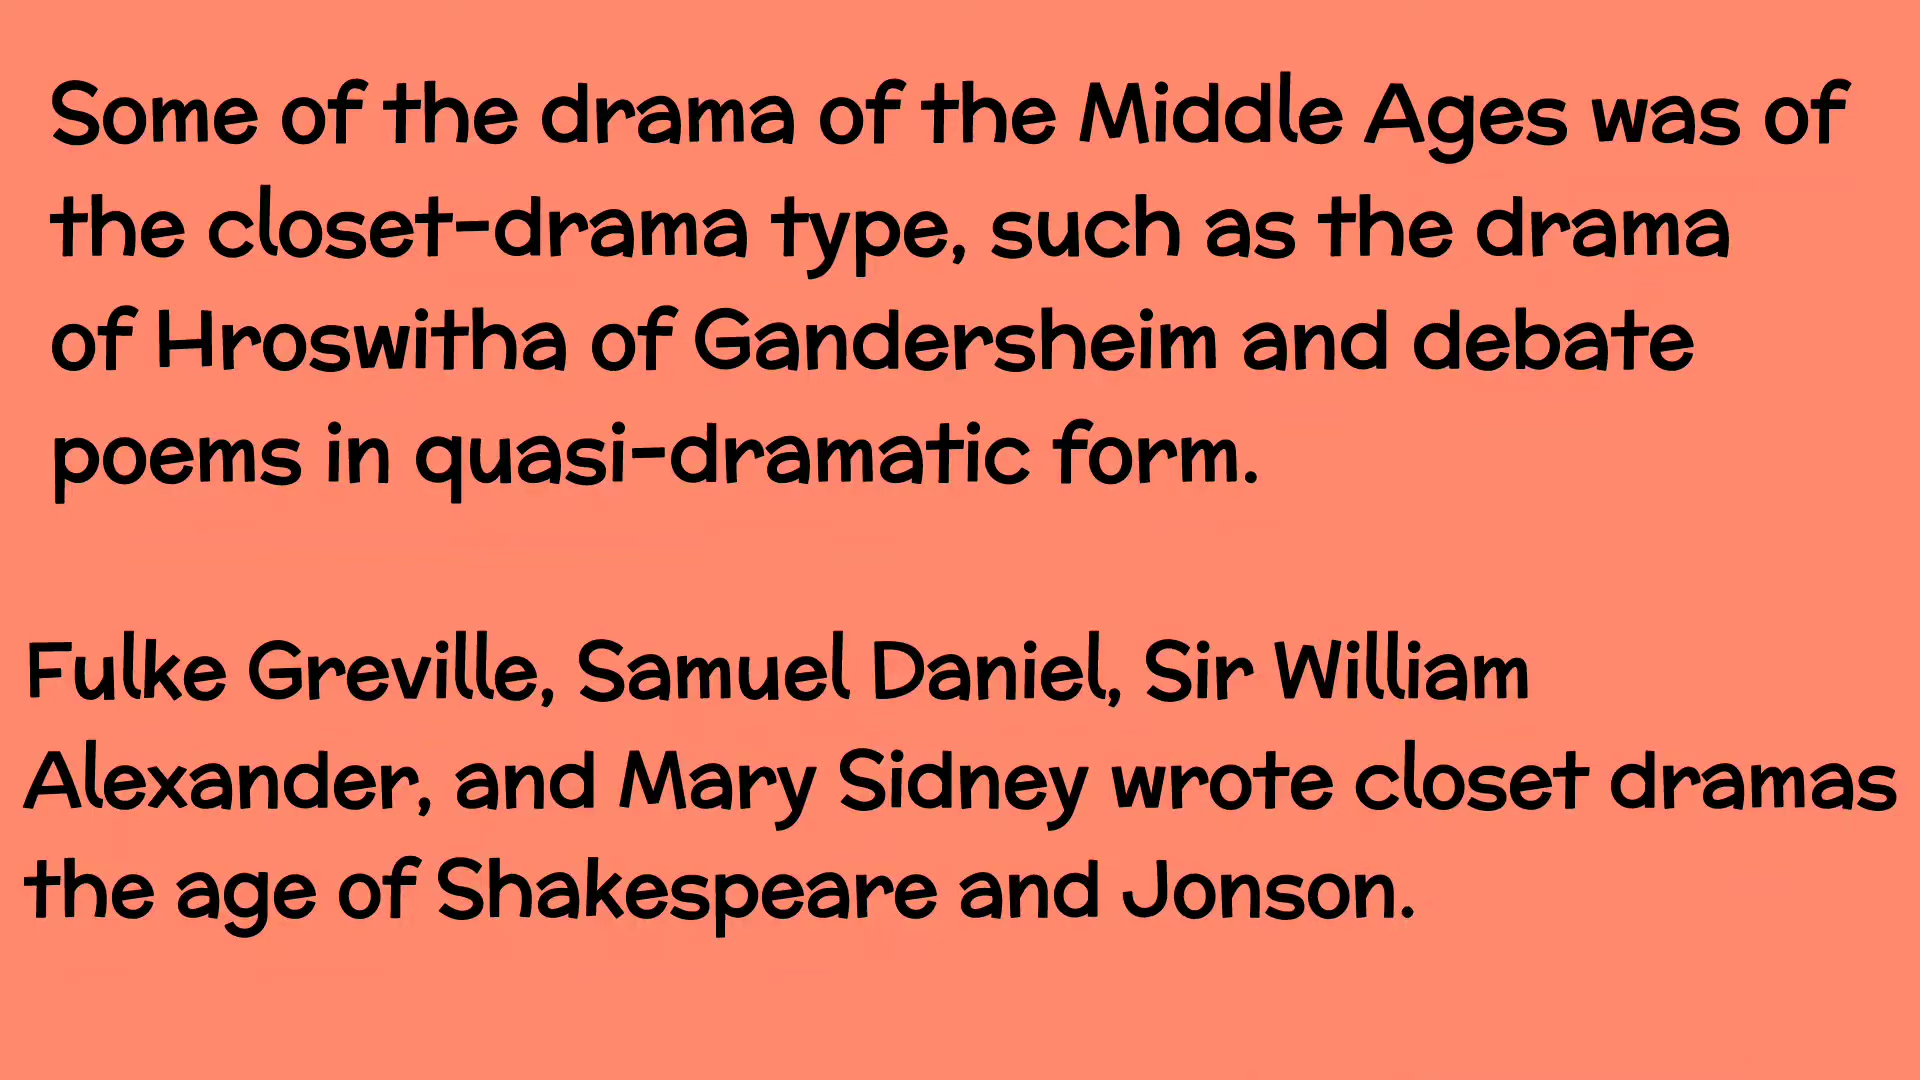 Some of the drama of the Middle Ages was of
the closet-drama type, such as the drama
of Hroswitha of Gandersheim and debate
poems in quasi-dramatic form.
Fulke Greville, Samuel Daniel, Sir William
Alexander, and Mary Sidney wrote closet dramas
the age of Shakespeare and Jonson.